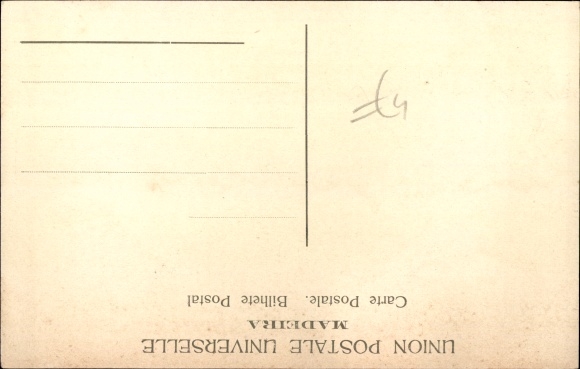 UNION POSTALE UNIVERSELLE
MADEIRA
Carte Postale. Bilhete Postal